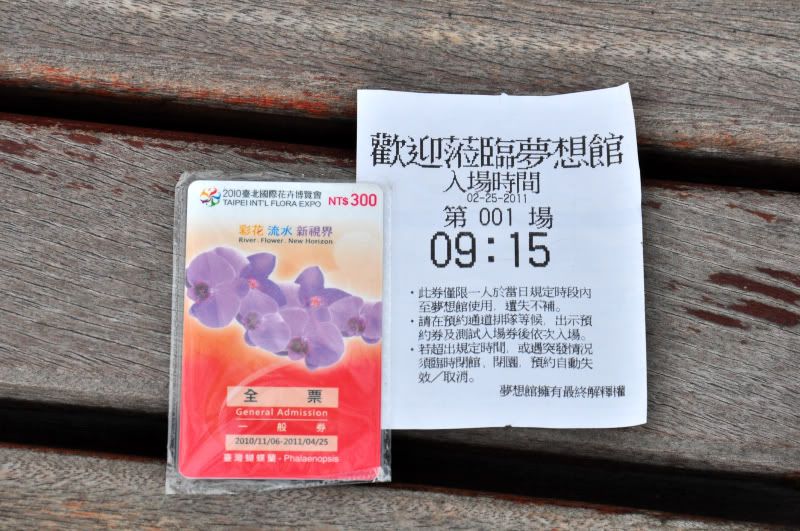 2010臺北國際花卉博覽會
TAIPEI INT'L FLORA EXPO
NT$ 300
彩花 流水 新視界
River . Flower . New Horizon
全 票
General Admission
一 般 券
2010/11/06-2011/04/25
臺灣蝴蝶蘭 - Phalaenopsis
歡迎蒞臨夢想館
入場時間
02-25-2011
第 001 場
09:15
・此券僅限一人於當日規定時段內
至夢想館使用，遺失不補。
・請在預約通道排隊等候，出示預
約券及測試入場券後依次入場。
・若超出規定時間，或遇突發情況
須臨時閉館、閉園，預約自動失
效／取消。
夢想館擁有最終解釋權